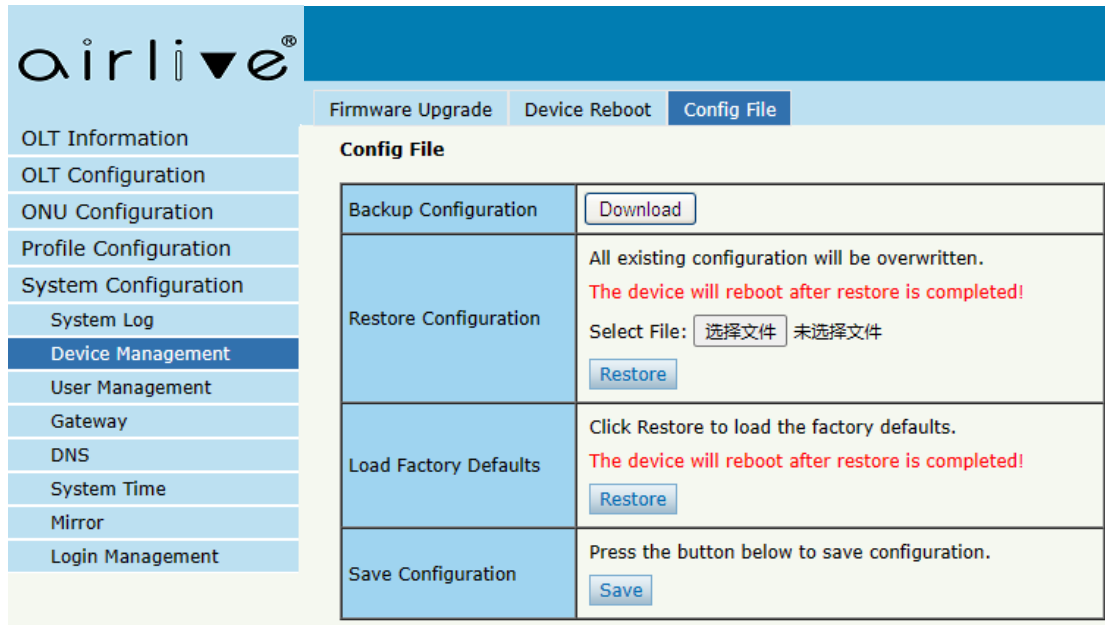 airlive®
Firmware Upgrade Device Reboot Config File
OLT Information
OLT Configuration
ONU Configuration
Profile Configuration
System Configuration
System Log
Device Management
User Management
Gateway
DNS
System Time
Mirror
Login Management
Config File
Backup Configuration
Download
Restore Configuration
All existing configuration will be overwritten.
The device will reboot after restore is completed!
Select File: 选择文件 未选择文件
Restore
Load Factory Defaults
Click Restore to load the factory defaults.
The device will reboot after restore is completed!
Restore
Save Configuration
Press the button below to save configuration.
Save